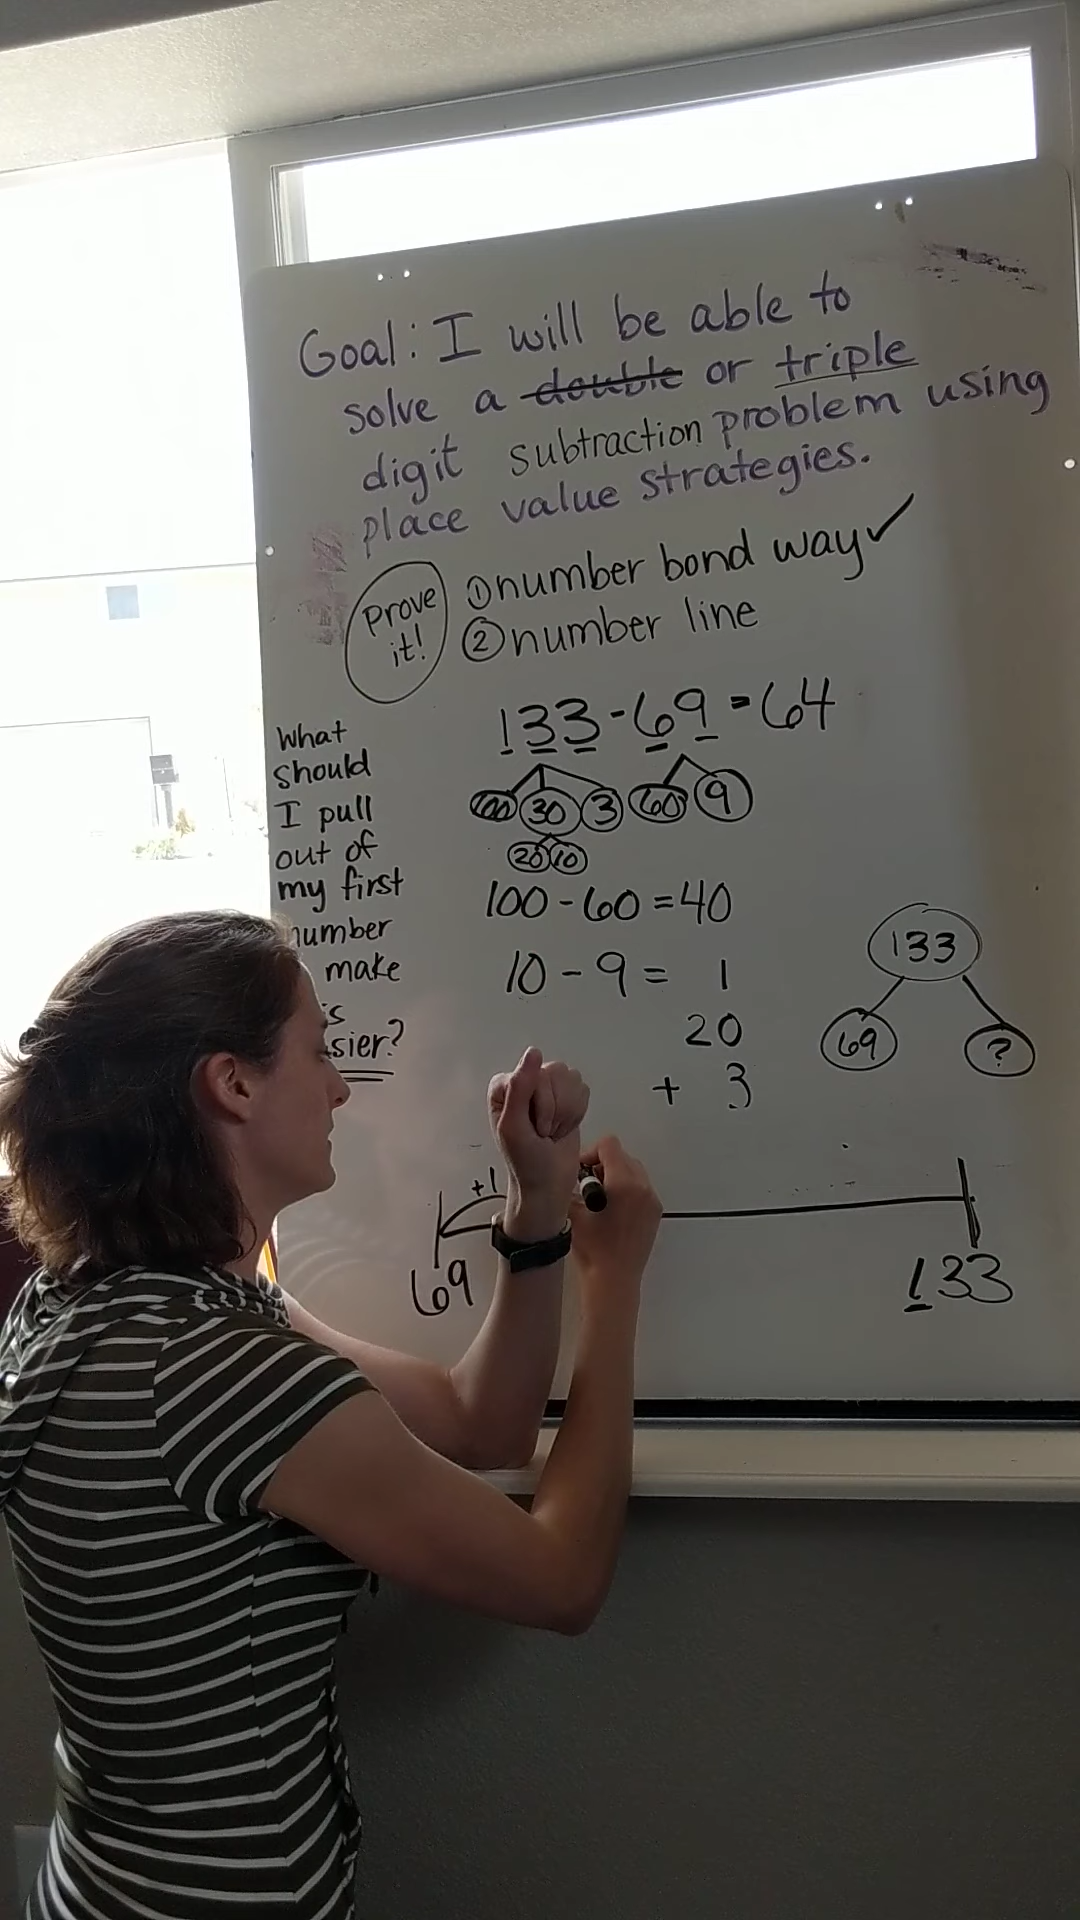 Goal: I will be able to
solve a double or triple
digit subtraction problem using
place value strategies.
Prove it!
① number bond way ✓
② number line
133 - 69 = 64
100 30 3 60 9
20 10
What
should
I pull
out of
my first
number
make
100 - 60 = 40
10 - 9 = 1
20
+ 3
133
69 ?
+1
69 133